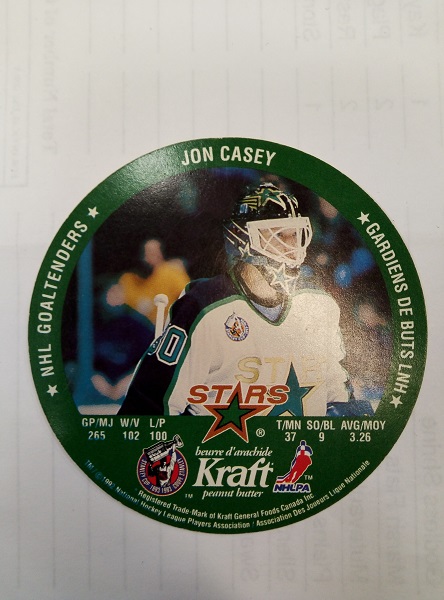 JON CASEY
★ NHL GOALTENDERS ★
★ GARDIENS DE BUTS LNH ★
STARS
GP/MJ W/V L/P
265 102 100
T/MN SO/BL AVG/MOY
37 9 3.26
beurre d'arachide
Kraft
peanut butter
NHLPA
Registered Trade Mark of Kraft General Foods Canada Inc
National Hockey League Players Association / Association Des Joueurs Ligue Nationale